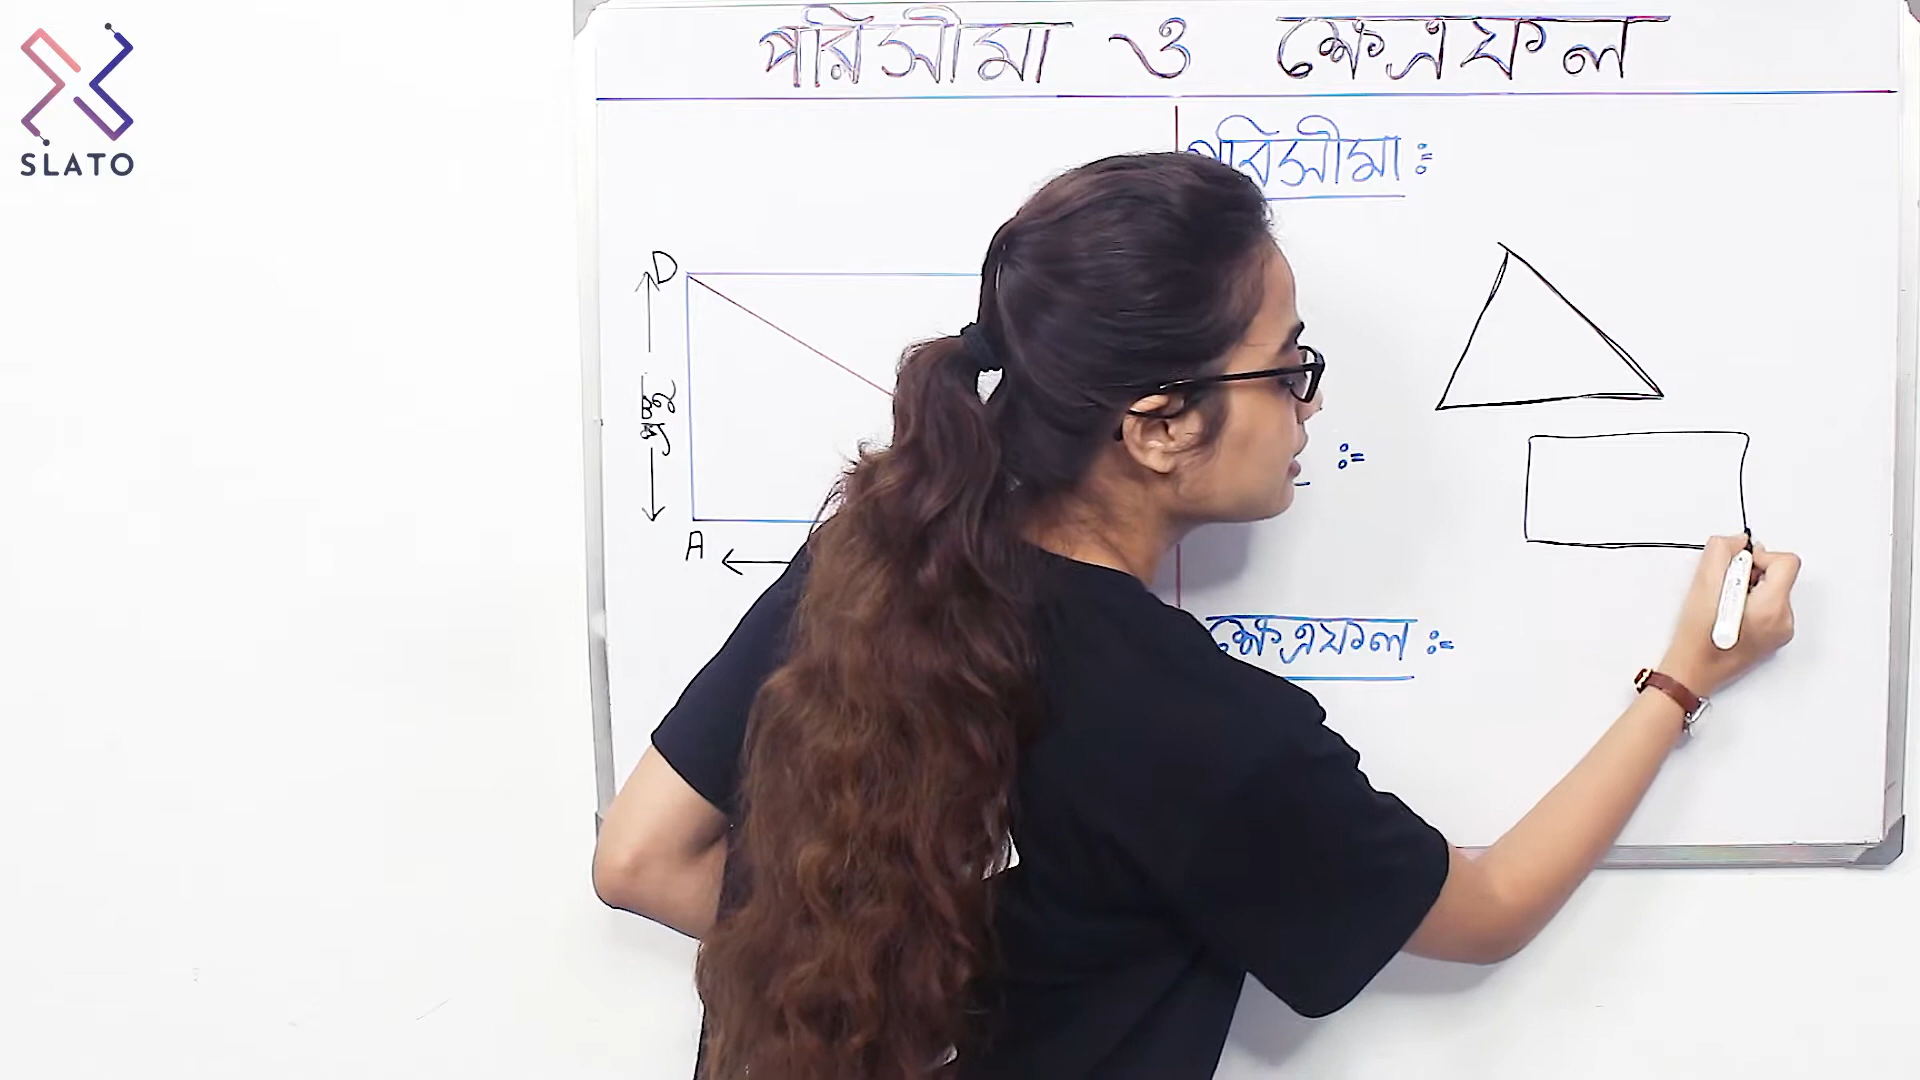 SLATO
পরিসীমা ও ক্ষেত্রফল
পরিসীমা :
D
প্রস্থ
A
:=
ক্ষেত্রফল :=